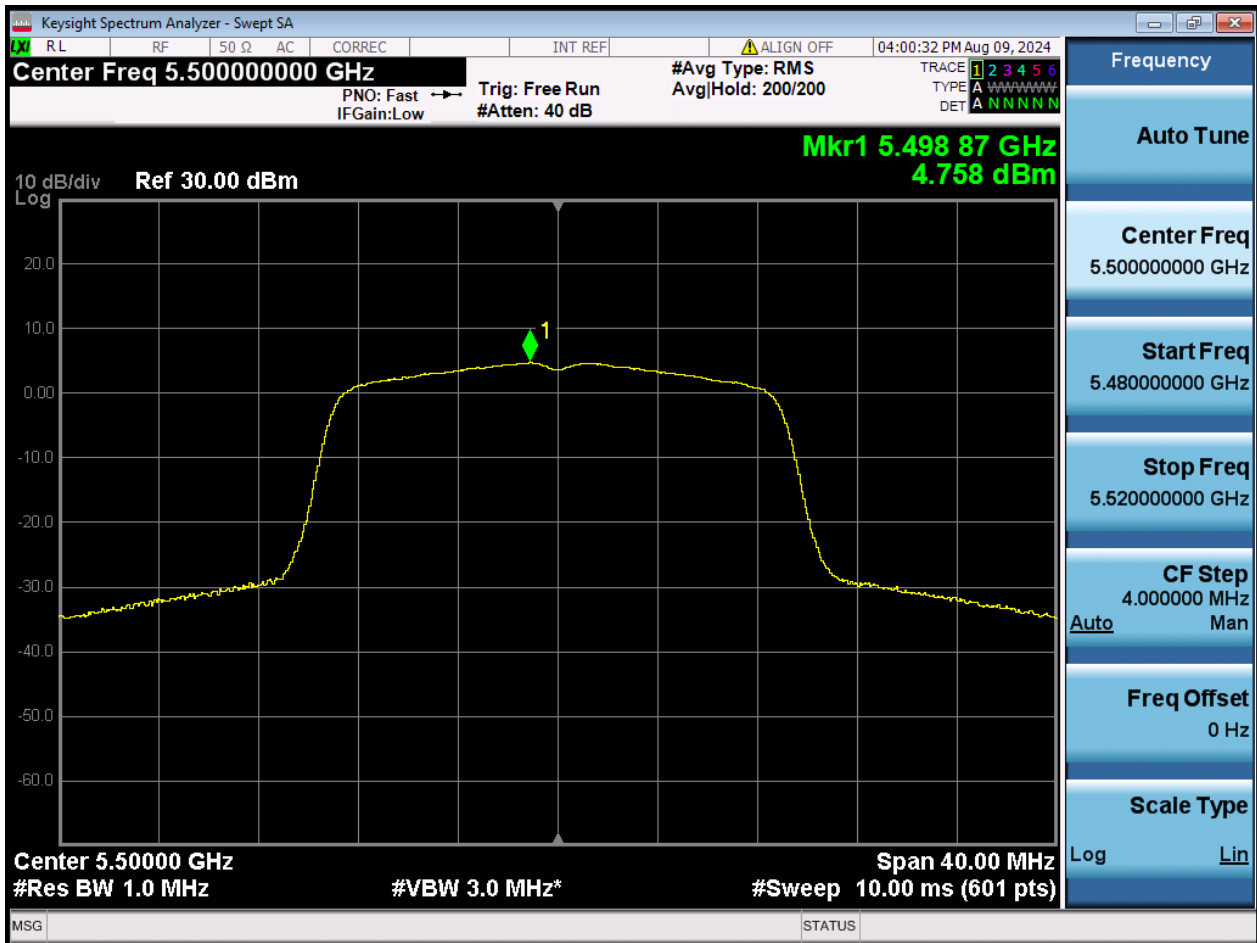 Keysight Spectrum Analyzer - Swept SA
LXI RL RF 50 Ω AC CORREC INT REF ALIGN OFF 04:00:32 PM Aug 09, 2024
Center Freq 5.500000000 GHz
PNO: Fast
IFGain:Low
Trig: Free Run
#Atten: 40 dB
#Avg Type: RMS
Avg|Hold: 200/200
TRACE 1 2 3 4 5 6
TYPE A WWWWW
DET A N N N N N
Mkr1 5.498 87 GHz
4.758 dBm
10 dB/div Ref 30.00 dBm
Log
20.0
10.0
0.00
-10.0
-20.0
-30.0
-40.0
-50.0
-60.0
1
Center 5.50000 GHz Span 40.00 MHz
#Res BW 1.0 MHz #VBW 3.0 MHz* #Sweep 10.00 ms (601 pts)
MSG STATUS
Frequency
Auto Tune
Center Freq
5.500000000 GHz
Start Freq
5.480000000 GHz
Stop Freq
5.520000000 GHz
CF Step
4.000000 MHz
Auto Man
Freq Offset
0 Hz
Scale Type
Log Lin